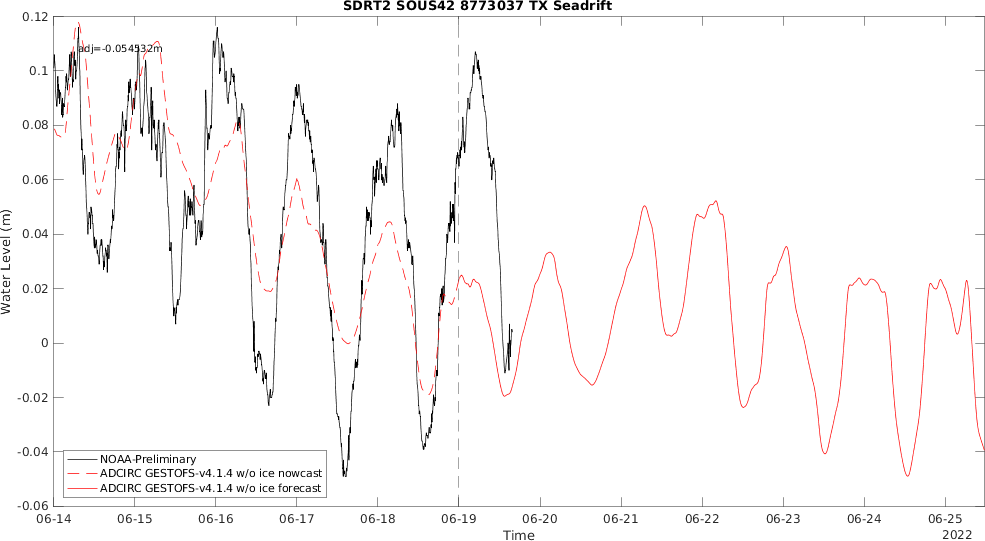 SDRT2 SOUS42 8773037 TX Seadrift
0.12
0.1
0.08
0.06
0.04
0.02
0
-0.02
-0.04
-0.06
Water Level (m)
adj=-0.054532m
NOAA-Preliminary
ADCIRC GESTOFS-v4.1.4 w/o ice nowcast
ADCIRC GESTOFS-v4.1.4 w/o ice forecast
06-14 06-15 06-16 06-17 06-18 06-19 06-20 06-21 06-22 06-23 06-24 06-25
Time
2022